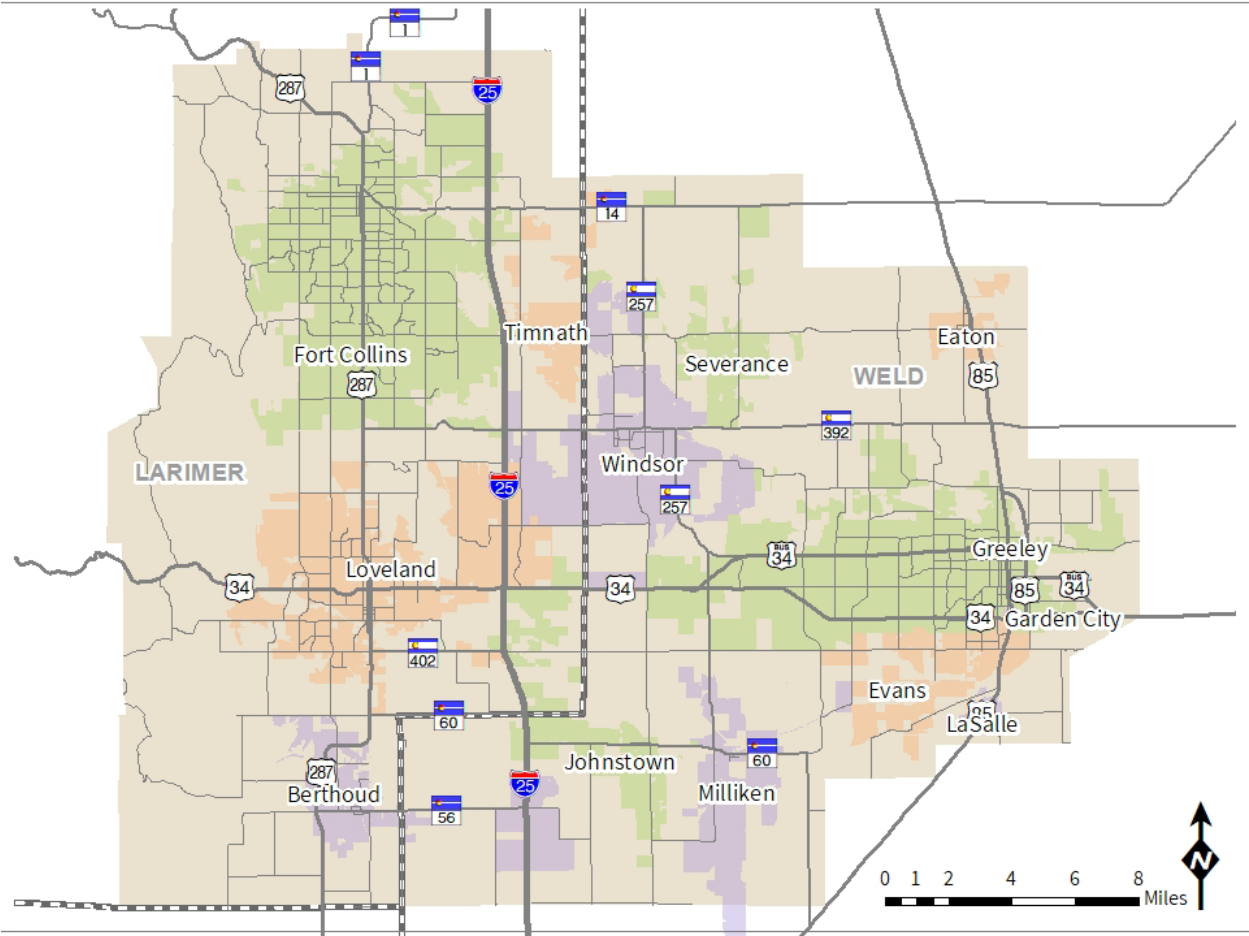 1
1
287
25
14
257
Timnath
Eaton
Fort Collins
Severance
WELD
85
287
392
Windsor
LARIMER
25
257
Greeley
BUS
34
Loveland
34
34
85
BUS
34
34
Garden City
402
Evans
60
85
LaSalle
60
Johnstown
287
25
Berthoud
Milliken
56
N
0 1 2 4 6 8
Miles